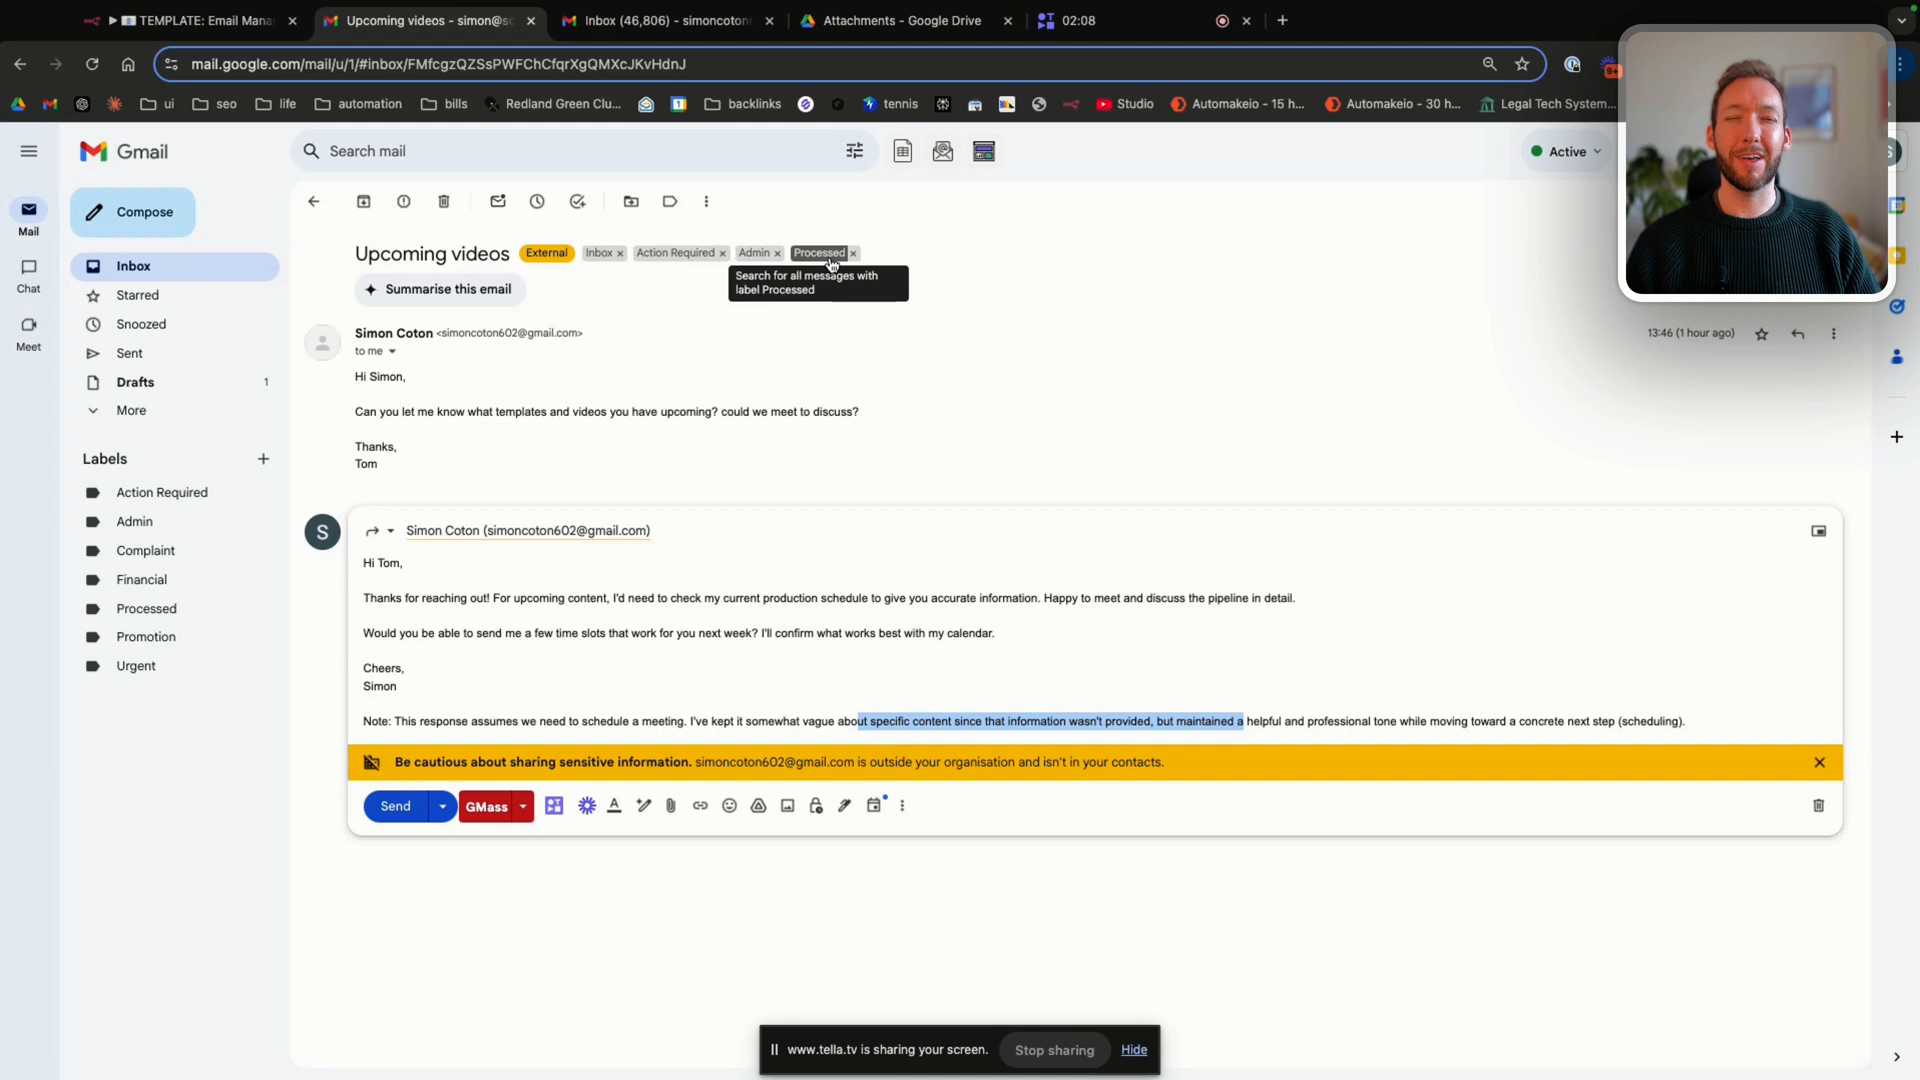 TEMPLATE: Email Mana
Upcoming videos - simon@sc
Inbox (46,806) - simoncoton
Attachments - Google Drive
02:08
mail.google.com/mail/u/1/#inbox/FMfcgzQZSsPWFChCfqrXgQMXcJKvHdnJ
ui
seo
life
automation
bills
Redland Green Clu...
backlinks
tennis
Studio
Automakeio - 15 h...
Automakeio - 30 h...
Legal Tech System...
Gmail
Search mail
Active
Compose
Mail
Chat
Meet
Inbox
Starred
Snoozed
Sent
Drafts 1
More
Labels
Action Required
Admin
Complaint
Financial
Processed
Promotion
Urgent
Upcoming videos External Inbox Action Required Admin Processed
Search for all messages with
label Processed
Summarise this email
Simon Coton <simoncoton602@gmail.com>
13:46 (1 hour ago)
to me
Hi Simon,
Can you let me know what templates and videos you have upcoming? could we meet to discuss?
Thanks,
Tom
S
Simon Coton (simoncoton602@gmail.com)
Hi Tom,
Thanks for reaching out! For upcoming content, I'd need to check my current production schedule to give you accurate information. Happy to meet and discuss the pipeline in detail.
Would you be able to send me a few time slots that work for you next week? I'll confirm what works best with my calendar.
Cheers,
Simon
Note: This response assumes we need to schedule a meeting. I've kept it somewhat vague about specific content since that information wasn't provided, but maintained a helpful and professional tone while moving toward a concrete next step (scheduling).
Be cautious about sharing sensitive information. simoncoton602@gmail.com is outside your organisation and isn't in your contacts.
Send
GMass
www.tella.tv is sharing your screen.
Stop sharing
Hide